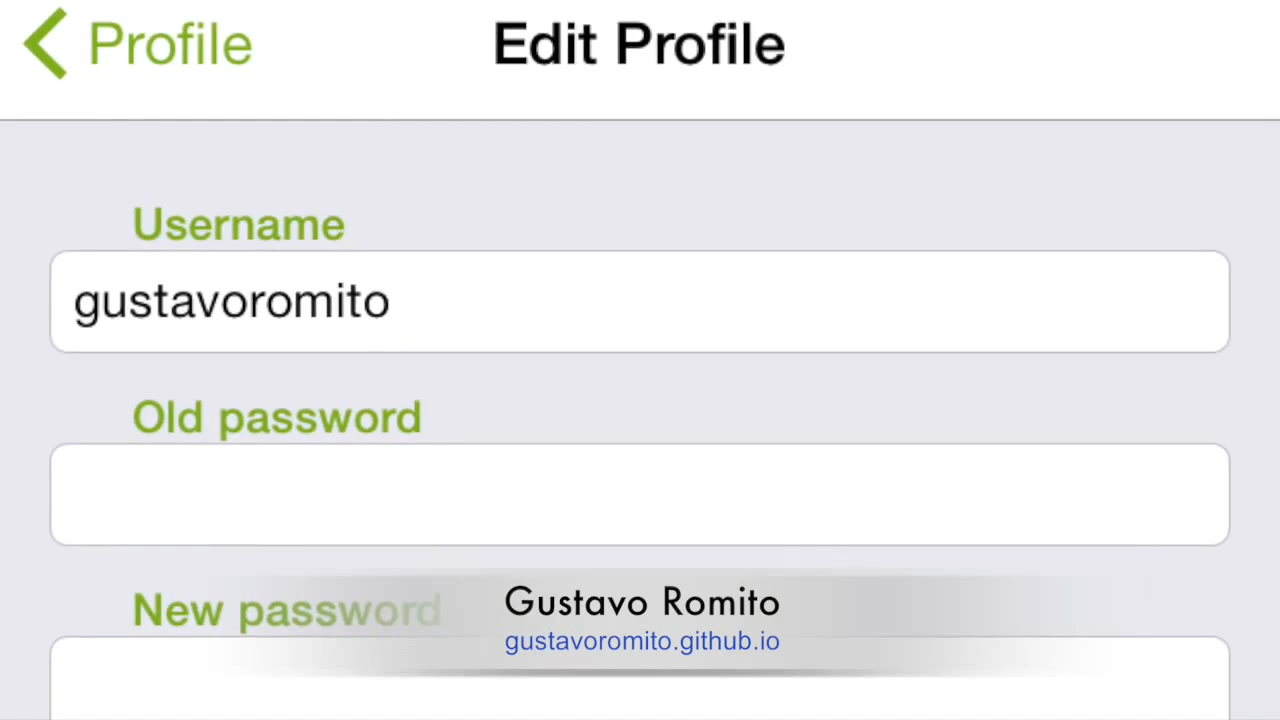 Profile
Edit Profile
Username
gustavoromito
Old password
New password
Gustavo Romito
gustavoromito.github.io